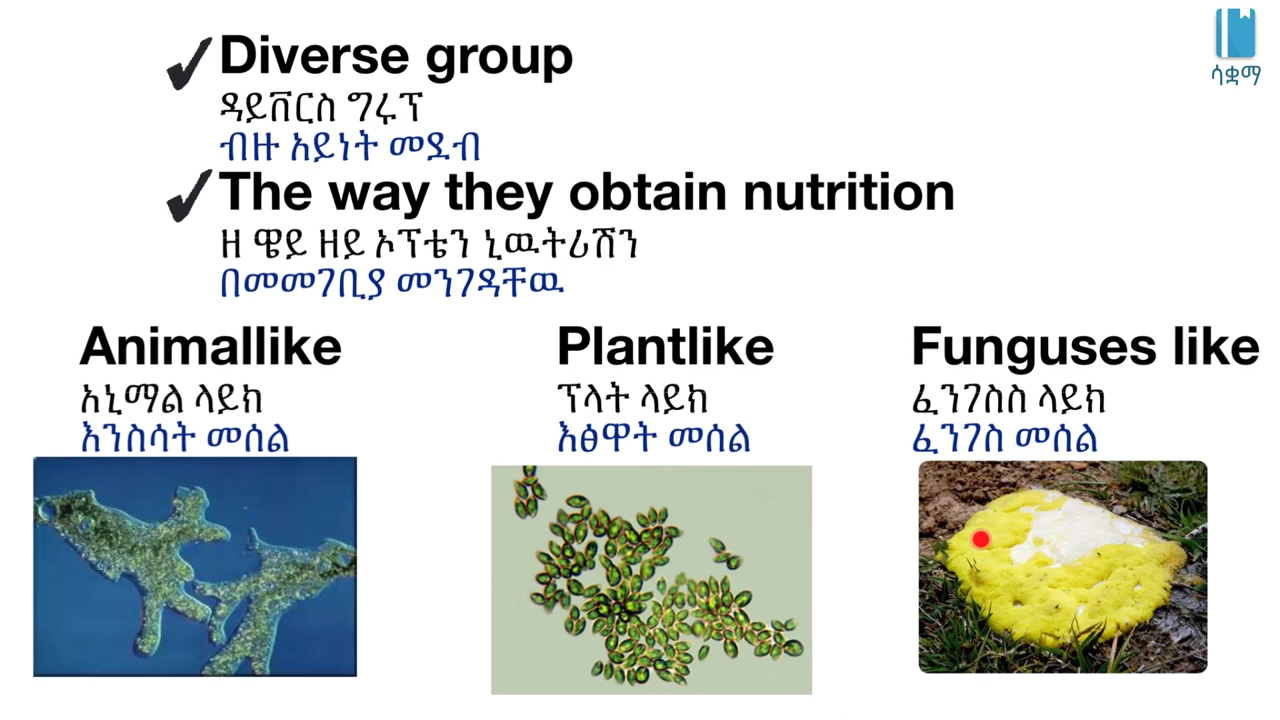 Diverse group
ዳይቨርስ ግሩፕ
ብዙ አይነት መደብ
The way they obtain nutrition
ዘ ዌይ ዘይ ኦፕቴን ኒዉትሪሽን
በመመገቢያ መንገዳቸዉ
Animallike
አኒማል ላይክ
እንስሳት መሰል
Plantlike
ፕላት ላይክ
እፅዋት መሰል
Funguses like
ፈንገስስ ላይክ
ፈንገስ መሰል
ሳቋማ